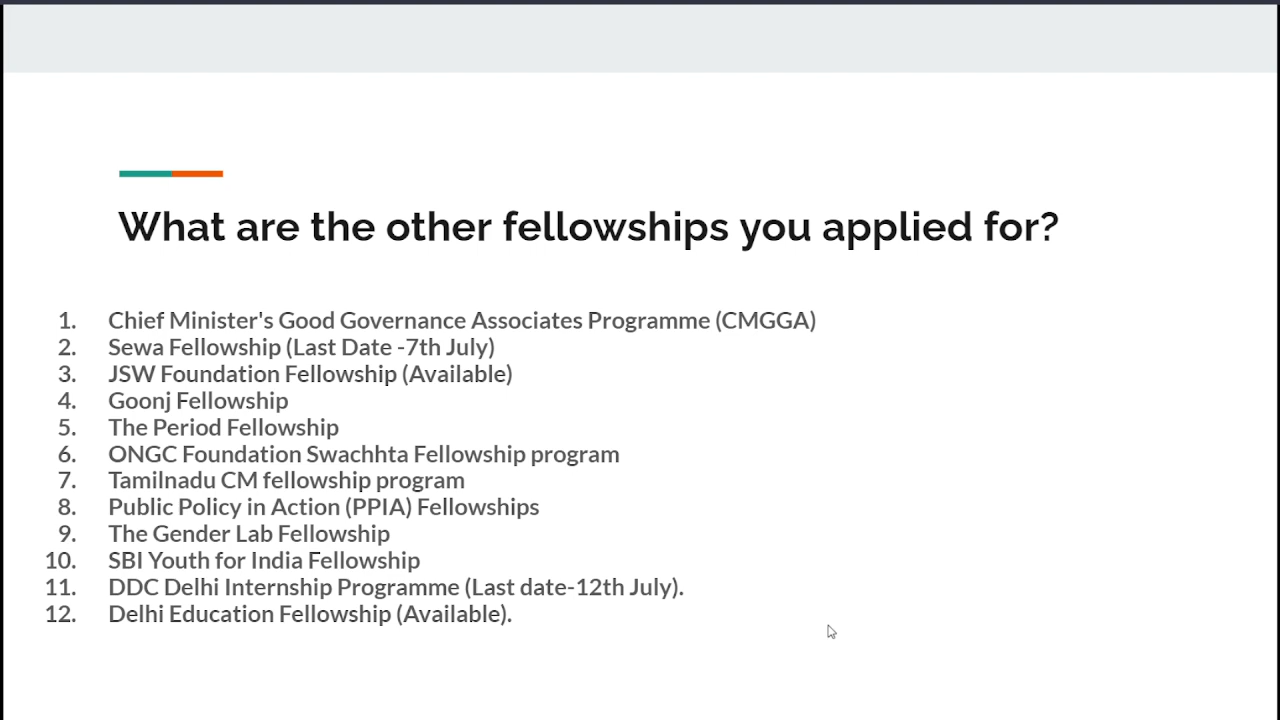 What are the other fellowships you applied for?
1. Chief Minister's Good Governance Associates Programme (CMGGA)
2. Sewa Fellowship (Last Date -7th July)
3. JSW Foundation Fellowship (Available)
4. Goonj Fellowship
5. The Period Fellowship
6. ONGC Foundation Swachhta Fellowship program
7. Tamilnadu CM fellowship program
8. Public Policy in Action (PPIA) Fellowships
9. The Gender Lab Fellowship
10. SBI Youth for India Fellowship
11. DDC Delhi Internship Programme (Last date-12th July).
12. Delhi Education Fellowship (Available).